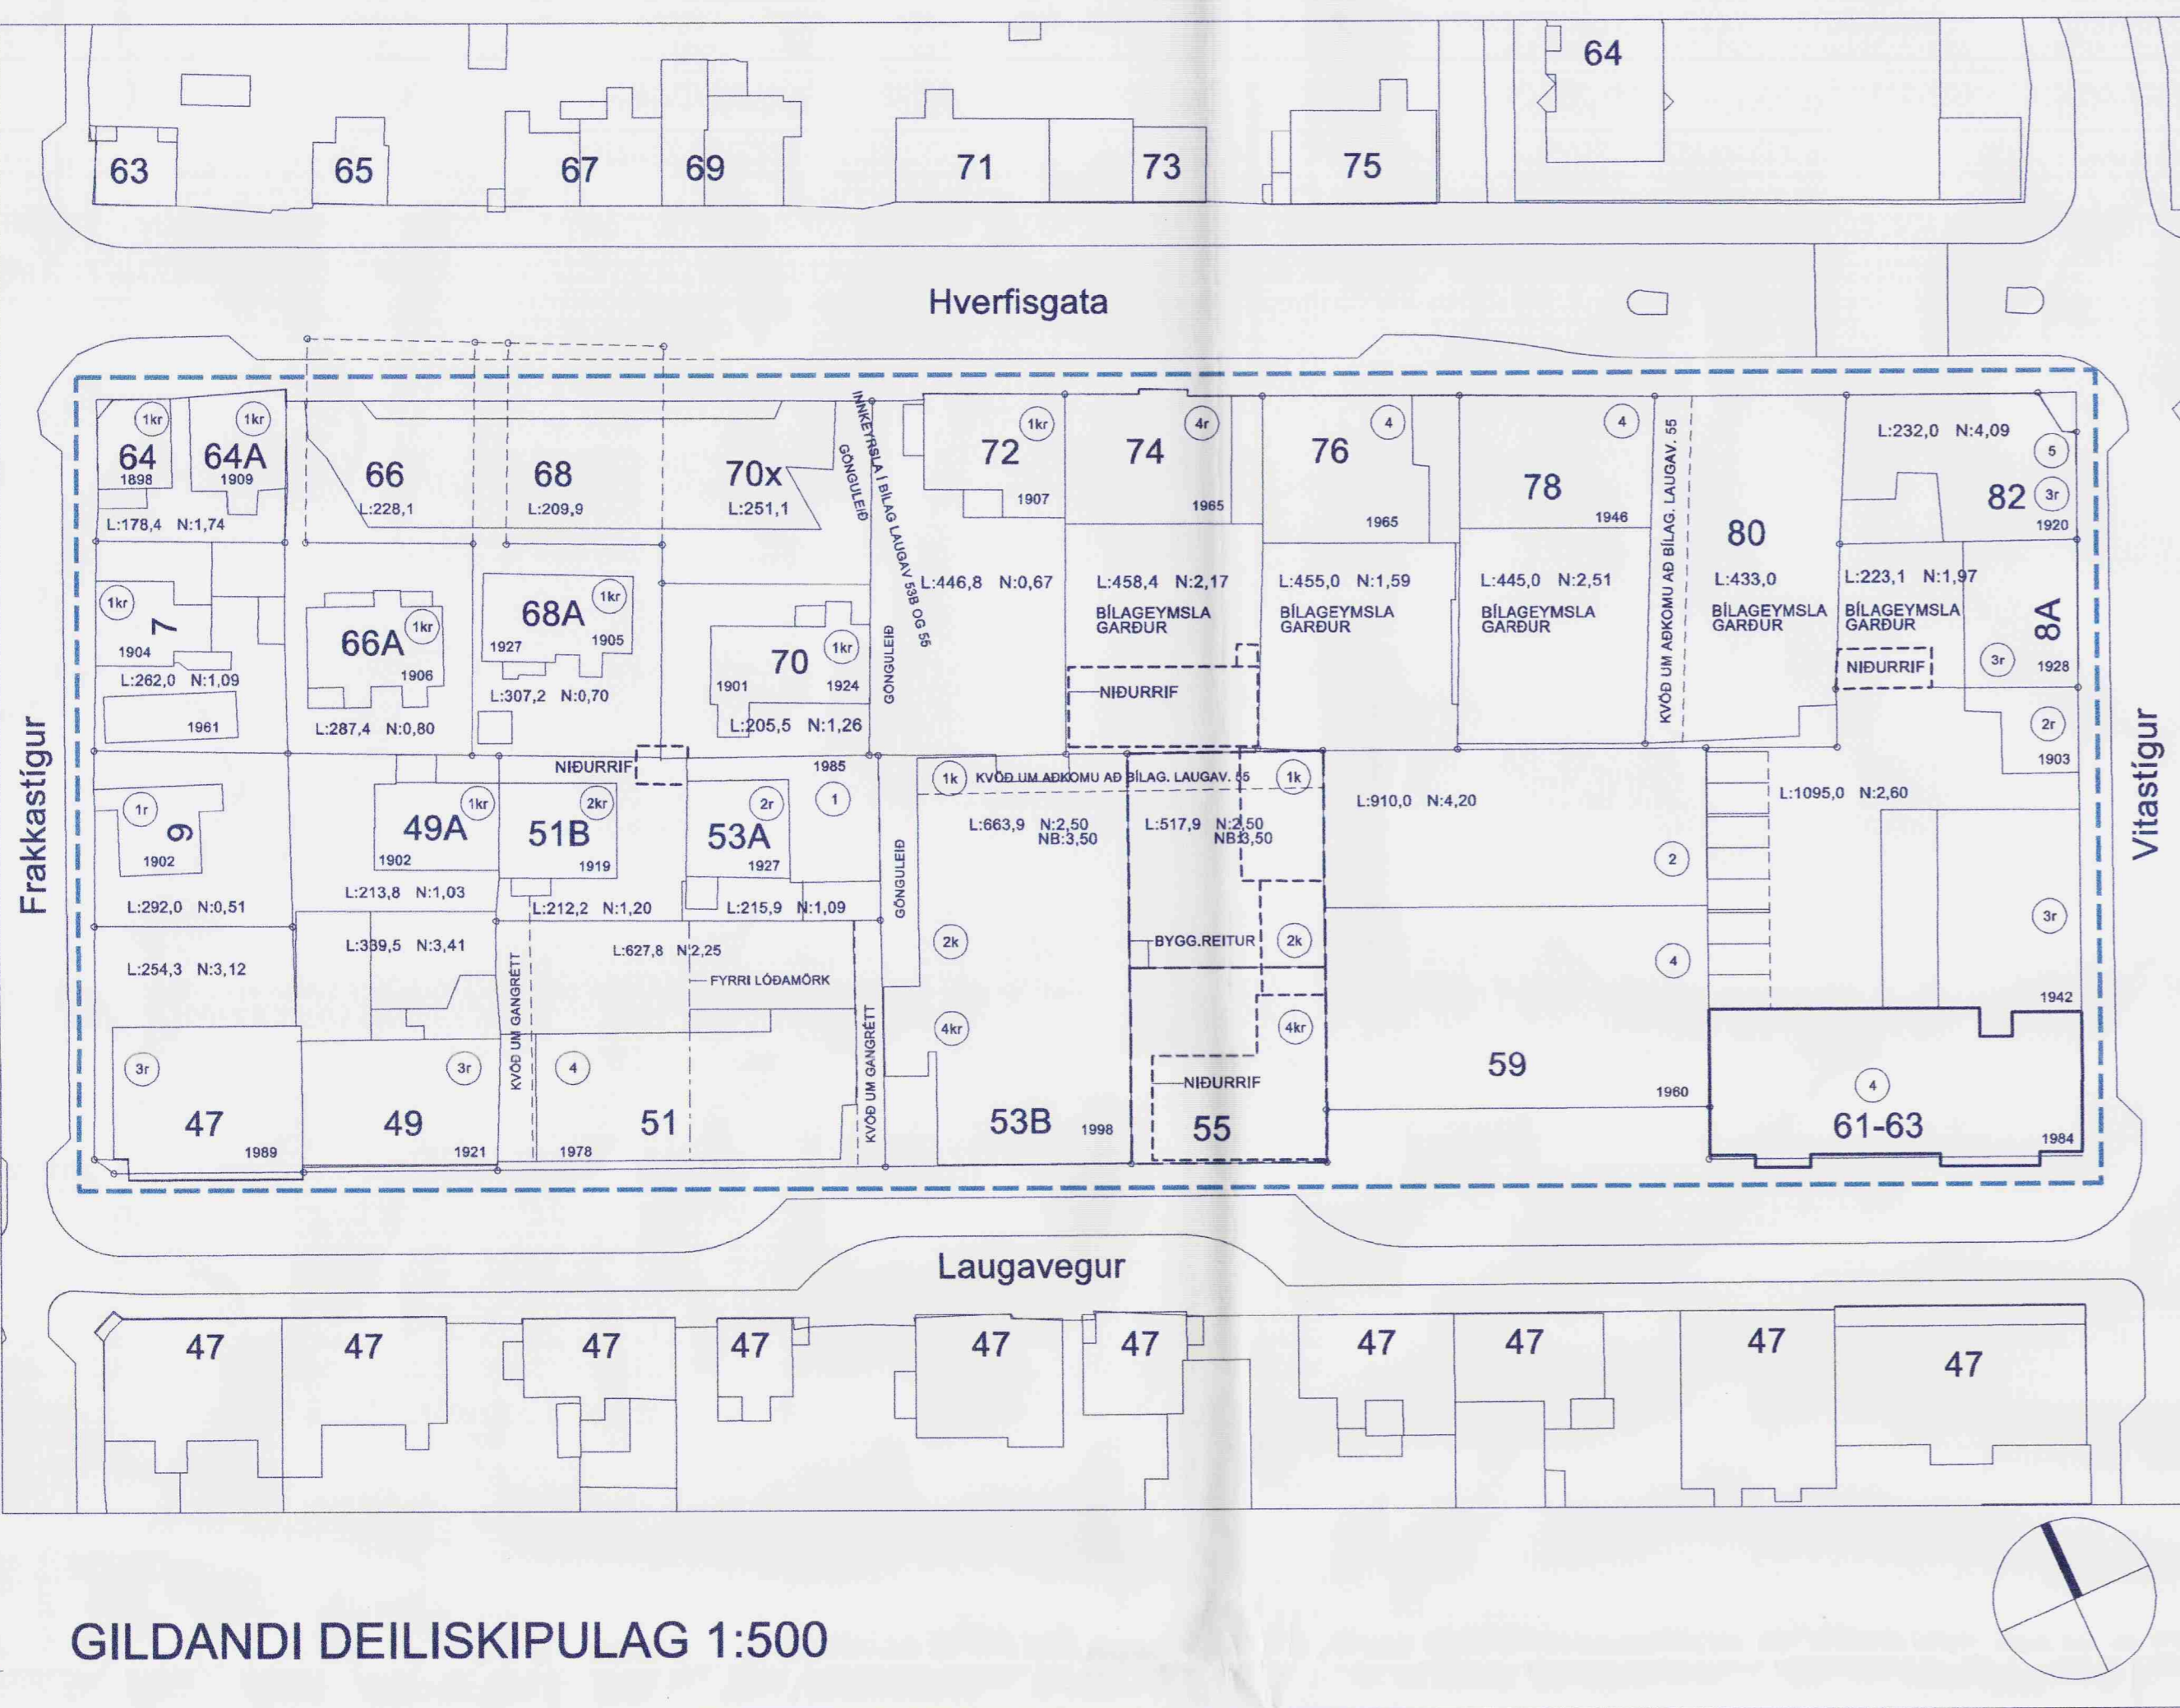 64
63
65
67
69
71
73
75
Hverfisgata
1kr
64
1898
1kr
64A
1909
L:178,4 N:1,74
66
L:228,1
68
L:209,9
70x
L:251,1
INNKEYRSLA Í BÍLAG LAUGAV 53B OG 55
GÖNGULEIÐ
1kr
72
1907
L:446,8 N:0,67
4r
74
1965
L:458,4 N:2,17
BÍLAGEYMSLA
GARÐUR
NIÐURRIF
4
76
1965
L:455,0 N:1,59
BÍLAGEYMSLA
GARÐUR
4
78
1946
L:445,0 N:2,51
BÍLAGEYMSLA
GARÐUR
KVÖÐ UM AÐKOMU AÐ BÍLAG. LAUGAV. 55
80
L:433,0
BÍLAGEYMSLA
GARÐUR
L:232,0 N:4,09
5
82
3r
1920
L:223,1 N:1,97
BÍLAGEYMSLA
GARÐUR
NIÐURRIF
8A
3r
1928
2r
1903
1kr
7
1904
L:262,0 N:1,09
1961
66A
1kr
1906
L:287,4 N:0,80
68A
1kr
1927
1905
L:307,2 N:0,70
70
1kr
1901
1924
L:205,5 N:1,26
GÖNGULEIÐ
Frakkastígur
Vitastígur
1r
9
1902
L:292,0 N:0,51
1kr
49A
1902
L:213,8 N:1,03
NIÐURRIF
2kr
51B
1919
L:212,2 N:1,20
2r
53A
1927
L:215,9 N:1,09
1985
1
GÖNGULEIÐ
1k
KVÖÐ UM AÐKOMU AÐ BÍLAG. LAUGAV. 55
1k
L:663,9 N:2,50
NB:3,50
L:517,9 N:2,50
NB:3,50
L:910,0 N:4,20
2
L:1095,0 N:2,60
3r
1942
L:254,3 N:3,12
3r
47
1989
L:339,5 N:3,41
3r
49
1921
KVÖÐ UM GANGRÉTT
L:627,8 N:2,25
FYRRI LÓÐAMÖRK
4
51
1978
KVÖÐ UM GANGRÉTT
2k
4kr
53B
1998
BYGG.REITUR
2k
4kr
NIÐURRIF
55
4
59
1960
4
61-63
1984
Laugavegur
47
47
47
47
47
47
47
47
47
47
GILDANDI DEILISKIPULAG 1:500